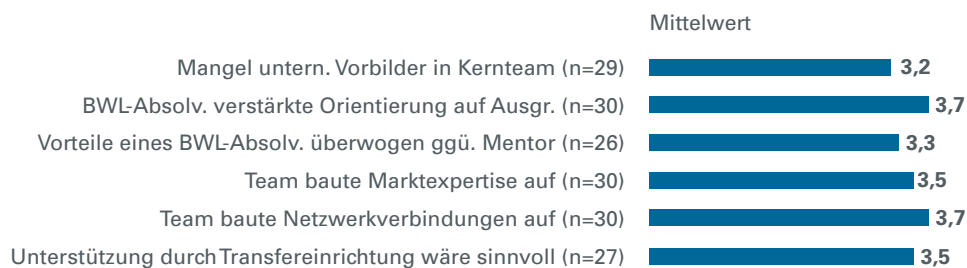 Mittelwert
Mangel untern. Vorbilder in Kernteam (n=29) 3,2
BWL-Absolv. verstärkte Orientierung auf Ausgr. (n=30) 3,7
Vorteile eines BWL-Absolv. überwogen ggü. Mentor (n=26) 3,3
Team baute Marktexpertise auf (n=30) 3,5
Team baute Netzwerkverbindungen auf (n=30) 3,7
Unterstützung durch Transfereinrichtung wäre sinnvoll (n=27) 3,5